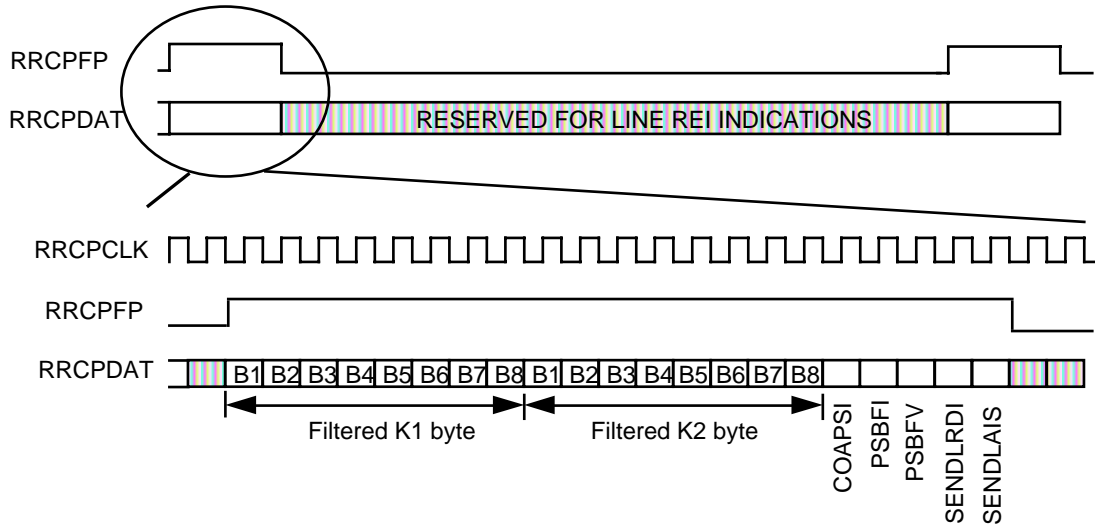 RRCPFP
RRCPDAT
RESERVED FOR LINE REI INDICATIONS
RRCPCLK
RRCPFP
RRCPDAT
B1 B2 B3 B4 B5 B6 B7 B8 B1 B2 B3 B4 B5 B6 B7 B8
Filtered K1 byte
Filtered K2 byte
COAPSI
PSBFI
PSBFV
SENDLRDI
SENDLAIS